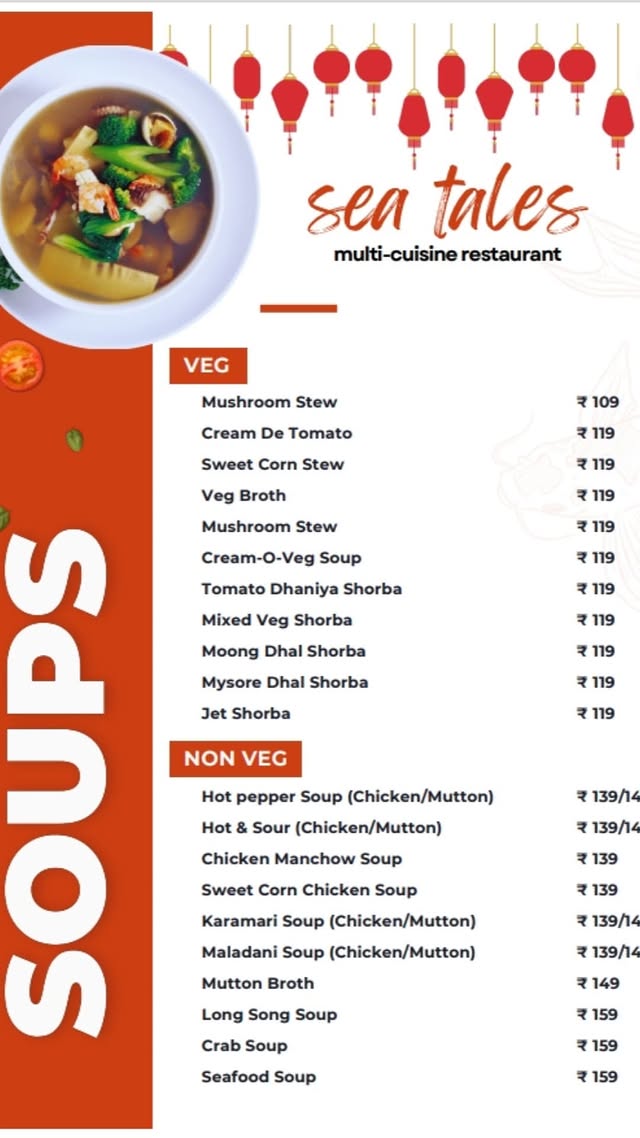 sea tales
multi-cuisine restaurant
SOUPS
VEG
Mushroom Stew ₹ 109
Cream De Tomato ₹ 119
Sweet Corn Stew ₹ 119
Veg Broth ₹ 119
Mushroom Stew ₹ 119
Cream-O-Veg Soup ₹ 119
Tomato Dhaniya Shorba ₹ 119
Mixed Veg Shorba ₹ 119
Moong Dhal Shorba ₹ 119
Mysore Dhal Shorba ₹ 119
Jet Shorba ₹ 119
NON VEG
Hot pepper Soup (Chicken/Mutton) ₹ 139/14
Hot & Sour (Chicken/Mutton) ₹ 139/14
Chicken Manchow Soup ₹ 139
Sweet Corn Chicken Soup ₹ 139
Karamari Soup (Chicken/Mutton) ₹ 139/14
Maladani Soup (Chicken/Mutton) ₹ 139/14
Mutton Broth ₹ 149
Long Song Soup ₹ 159
Crab Soup ₹ 159
Seafood Soup ₹ 159